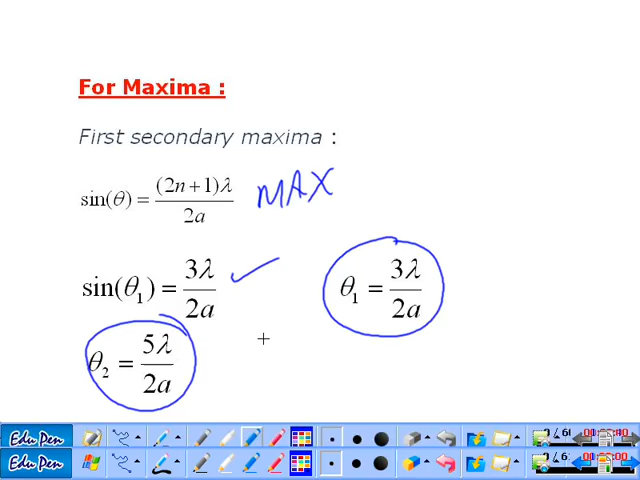 For Maxima :
First secondary maxima :
sin(θ) = (2n + 1)λ / 2a MAX
sin(θ₁) = 3λ / 2a θ₁ = 3λ / 2a
θ₂ = 5λ / 2a
Edu Pen
Edu Pen